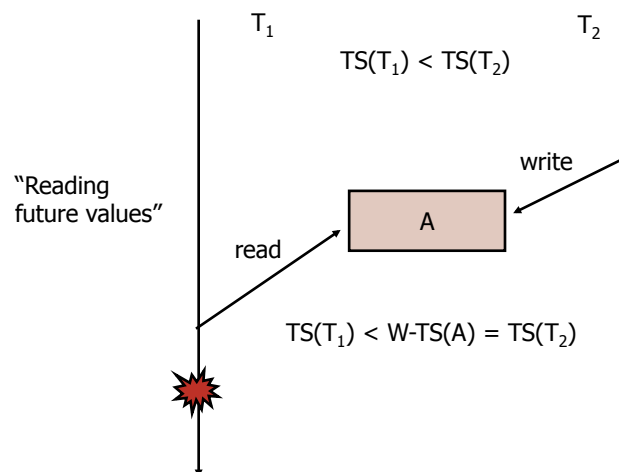 T₁
T₂
TS(T₁) < TS(T₂)
write
“Reading
future values”
A
read
TS(T₁) < W-TS(A) = TS(T₂)